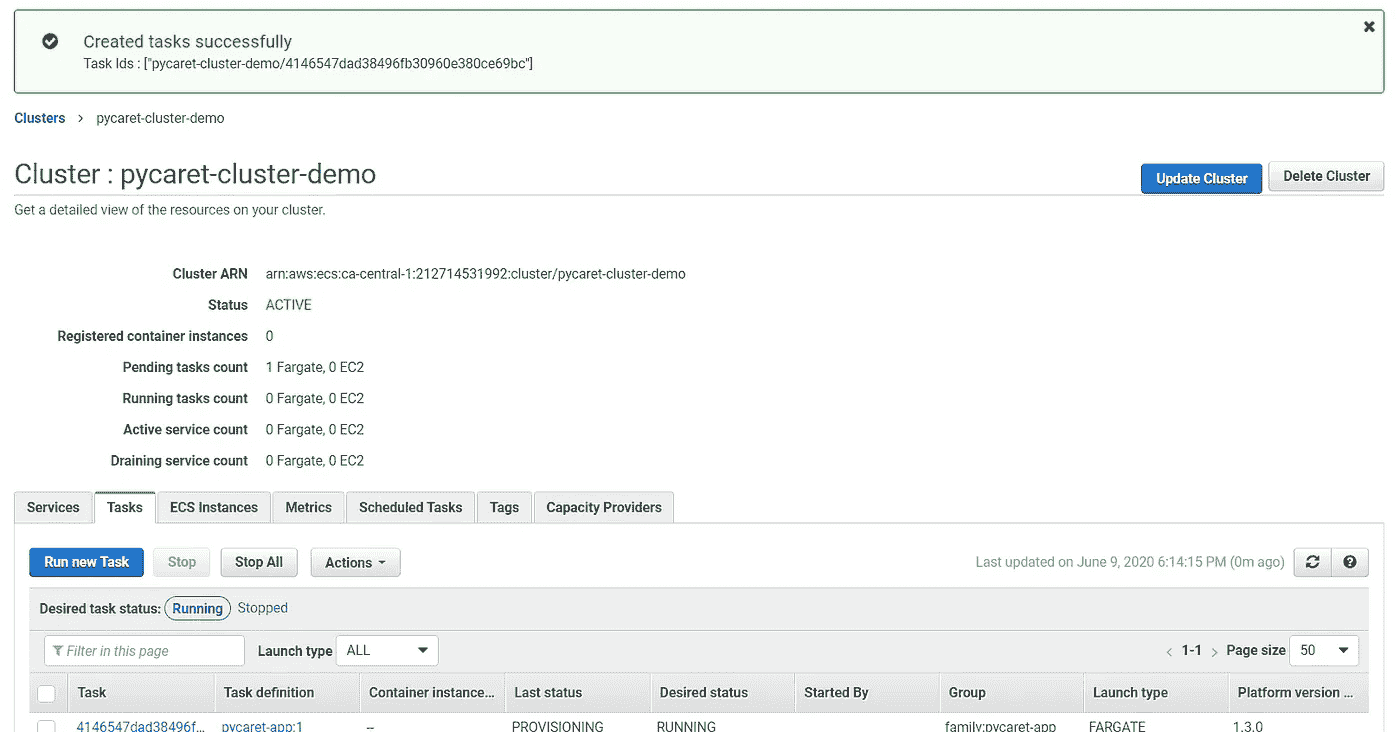 Created tasks successfully
Task Ids : ["pycaret-cluster-demo/4146547dad38496fb30960e380ce69bc"]
Clusters > pycaret-cluster-demo
Cluster : pycaret-cluster-demo
Update Cluster Delete Cluster
Get a detailed view of the resources on your cluster.
Cluster ARN arn:aws:ecs:ca-central-1:212714531992:cluster/pycaret-cluster-demo
Status ACTIVE
Registered container instances 0
Pending tasks count 1 Fargate, 0 EC2
Running tasks count 0 Fargate, 0 EC2
Active service count 0 Fargate, 0 EC2
Draining service count 0 Fargate, 0 EC2
Services Tasks ECS Instances Metrics Scheduled Tasks Tags Capacity Providers
Run new Task Stop Stop All Actions Last updated on June 9, 2020 6:14:15 PM (0m ago)
Desired task status: Running Stopped
Filter in this page Launch type ALL < 1-1 > Page size 50
Task Task definition Container instance... Last status Desired status Started By Group Launch type Platform version ...
4146547dad38496f... pycaret-app:1 -- PROVISIONING RUNNING family:pycaret-app FARGATE 1.3.0